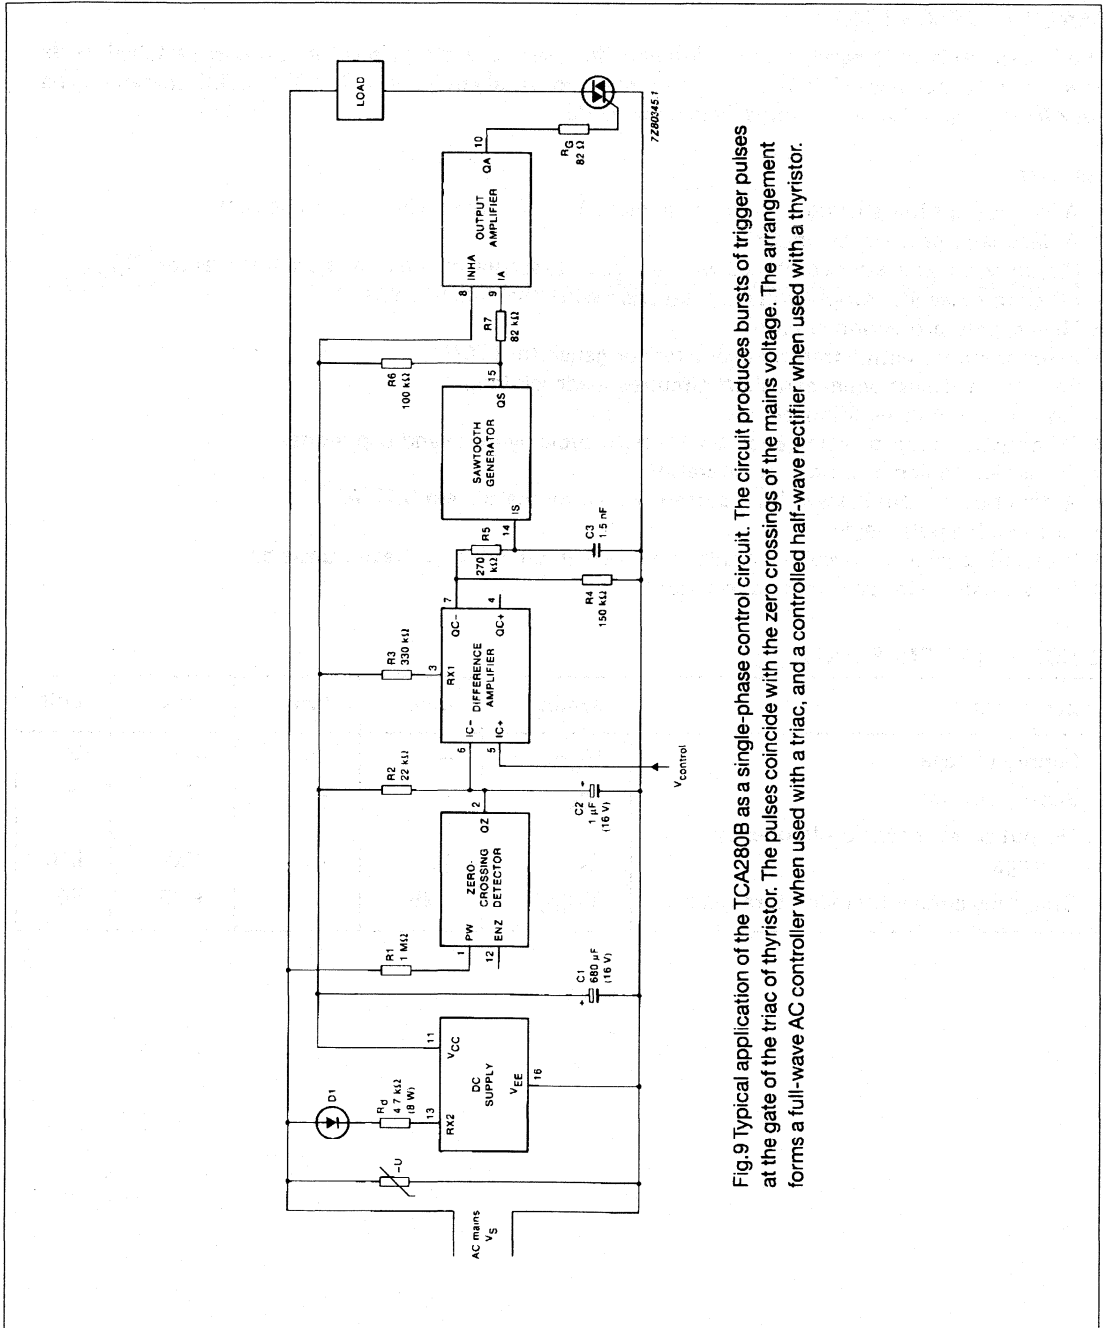 AC mains
VS
-U
D1
Rd
4.7 kΩ
(8 W)
13
RX2
11
VCC
DC
SUPPLY
VEE
16
C1
680 µF
(16 V)
+
R1
1 MΩ
1
PW
12
ENZ
ZERO-
CROSSING
DETECTOR
QZ
2
R2
22 kΩ
C2
1 µF
(16 V)
+
Vcontrol
6
IC-
5
IC+
R3
330 kΩ
3
RX1
DIFFERENCE
AMPLIFIER
QC-
7
QC+
4
R4
150 kΩ
R5
270
kΩ
C3
1.5 nF
14
IS
SAWTOOTH
GENERATOR
QS
15
R6
100 kΩ
R7
82 kΩ
8
INHA
9
IA
OUTPUT
AMPLIFIER
QA
10
RG
82 Ω
LOAD
7Z80345.1
Fig.9 Typical application of the TCA280B as a single-phase control circuit. The circuit produces bursts of trigger pulses
at the gate of the triac of thyristor. The pulses coincide with the zero crossings of the mains voltage. The arrangement
forms a full-wave AC controller when used with a triac, and a controlled half-wave rectifier when used with a thyristor.